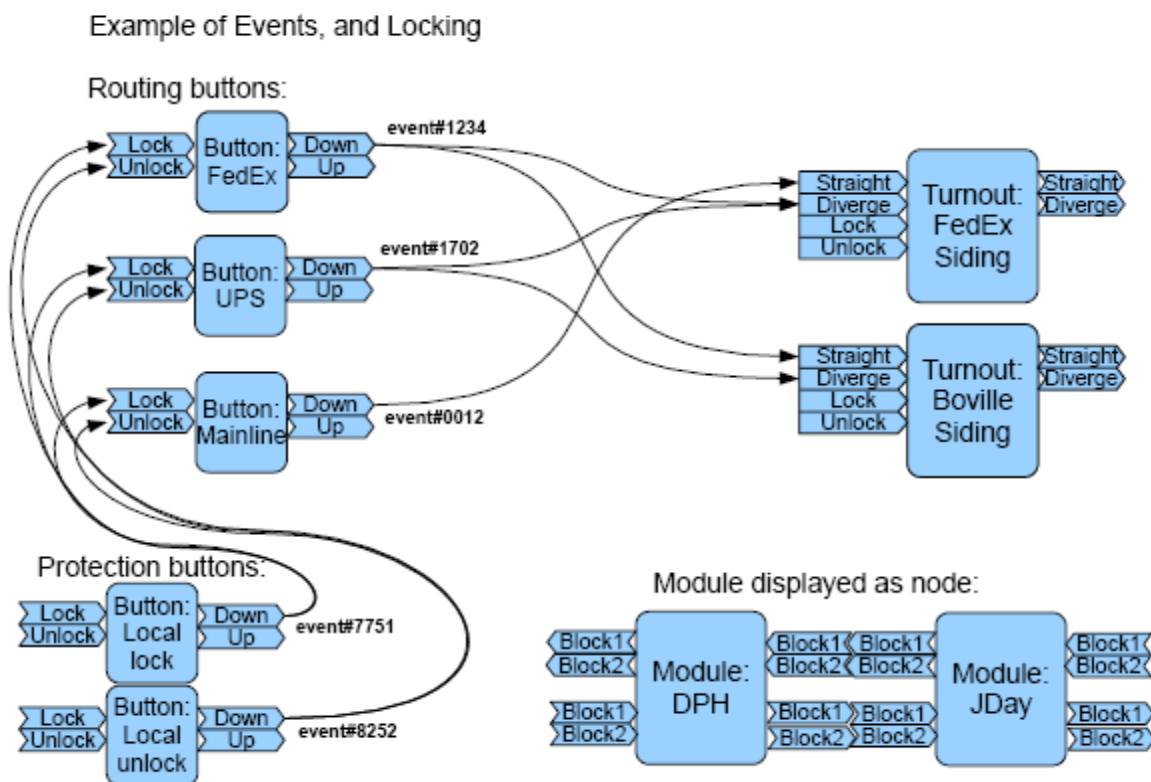 Example of Events, and Locking
Routing buttons:
Lock
Unlock
Button:
FedEx
Down
Up
event#1234
Lock
Unlock
Button:
UPS
Down
Up
event#1702
Lock
Unlock
Button:
Mainline
Down
Up
event#0012
Straight
Diverge
Lock
Unlock
Turnout:
FedEx
Siding
Straight
Diverge
Straight
Diverge
Lock
Unlock
Turnout:
Boville
Siding
Straight
Diverge
Protection buttons:
Lock
Unlock
Button:
Local
lock
Down
Up
event#7751
Lock
Unlock
Button:
Local
unlock
Down
Up
event#8252
Module displayed as node:
Block1
Block2
Block1
Block2
Module:
DPH
Block1
Block2
Block1
Block2
Block1
Block2
Block1
Block2
Module:
JDay
Block1
Block2
Block1
Block2